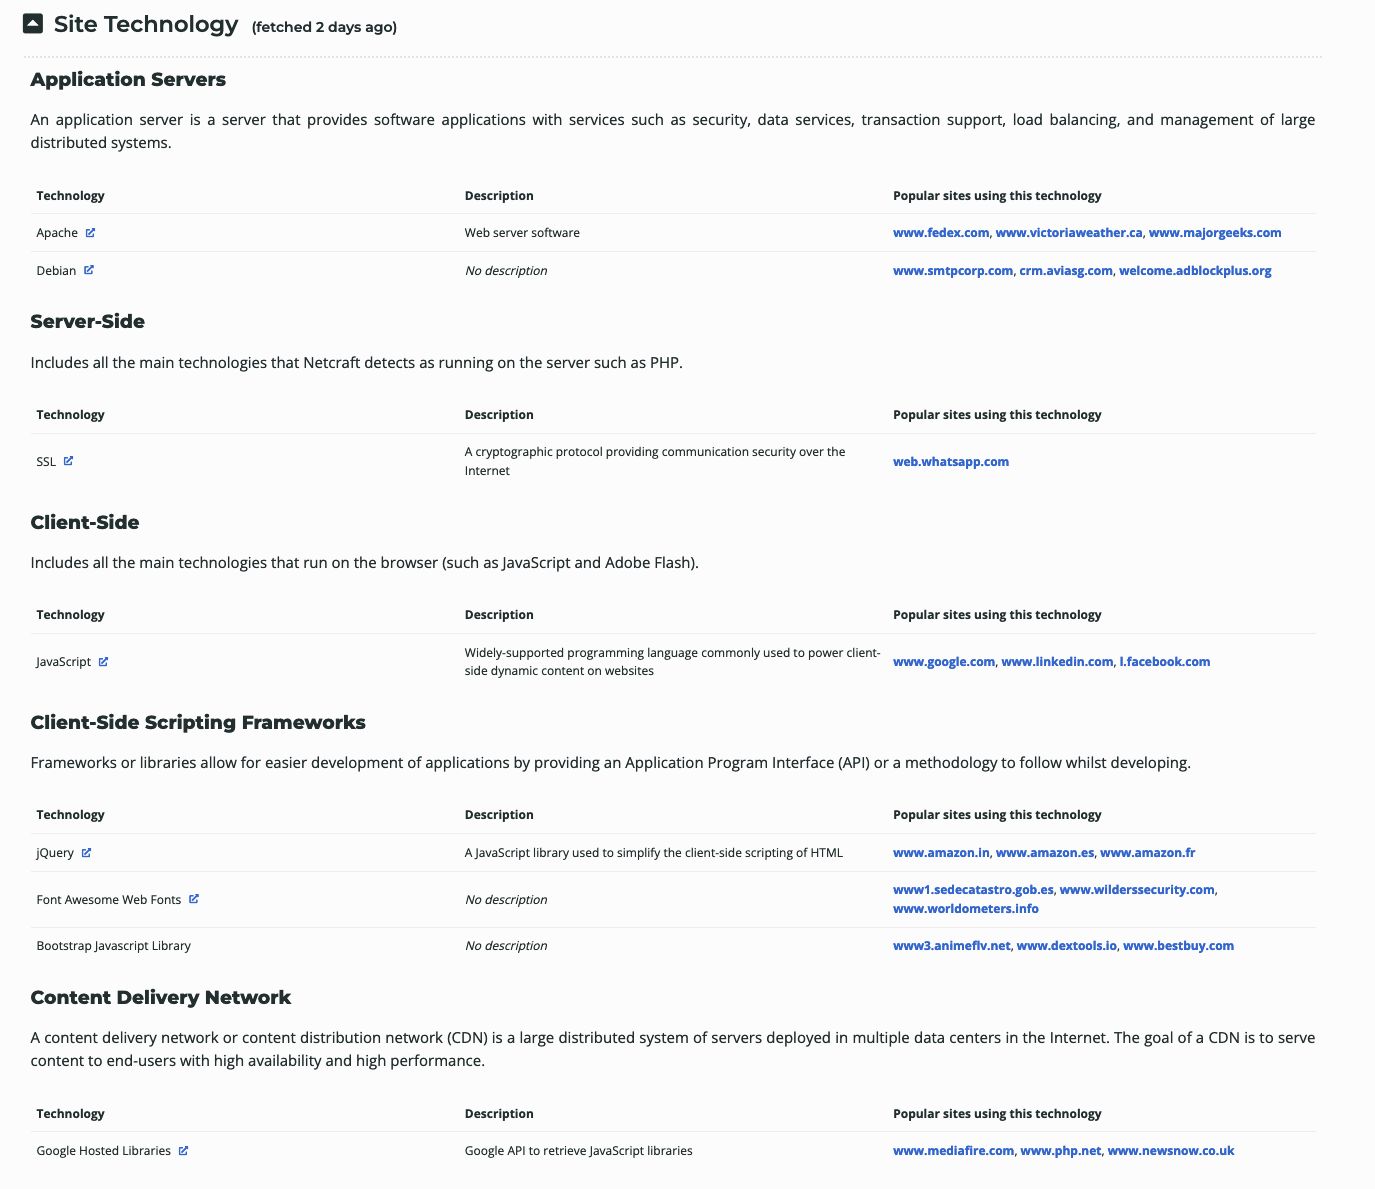 Site Technology (fetched 2 days ago)
Application Servers
An application server is a server that provides software applications with services such as security, data services, transaction support, load balancing, and management of large
distributed systems.
Technology Description Popular sites using this technology
Apache Web server software www.fedex.com, www.victoriaweather.ca, www.majorgeeks.com
Debian No description www.smtpcorp.com, crm.aviasg.com, welcome.adblockplus.org
Server-Side
Includes all the main technologies that Netcraft detects as running on the server such as PHP.
Technology Description Popular sites using this technology
SSL A cryptographic protocol providing communication security over the
Internet web.whatsapp.com
Client-Side
Includes all the main technologies that run on the browser (such as JavaScript and Adobe Flash).
Technology Description Popular sites using this technology
JavaScript Widely-supported programming language commonly used to power client-
side dynamic content on websites www.google.com, www.linkedin.com, l.facebook.com
Client-Side Scripting Frameworks
Frameworks or libraries allow for easier development of applications by providing an Application Program Interface (API) or a methodology to follow whilst developing.
Technology Description Popular sites using this technology
jQuery A JavaScript library used to simplify the client-side scripting of HTML www.amazon.in, www.amazon.es, www.amazon.fr
Font Awesome Web Fonts No description www1.sedecatastro.gob.es, www.wilderssecurity.com,
www.worldometers.info
Bootstrap Javascript Library No description www3.animeflv.net, www.dextools.io, www.bestbuy.com
Content Delivery Network
A content delivery network or content distribution network (CDN) is a large distributed system of servers deployed in multiple data centers in the Internet. The goal of a CDN is to serve
content to end-users with high availability and high performance.
Technology Description Popular sites using this technology
Google Hosted Libraries Google API to retrieve JavaScript libraries www.mediafire.com, www.php.net, www.newsnow.co.uk